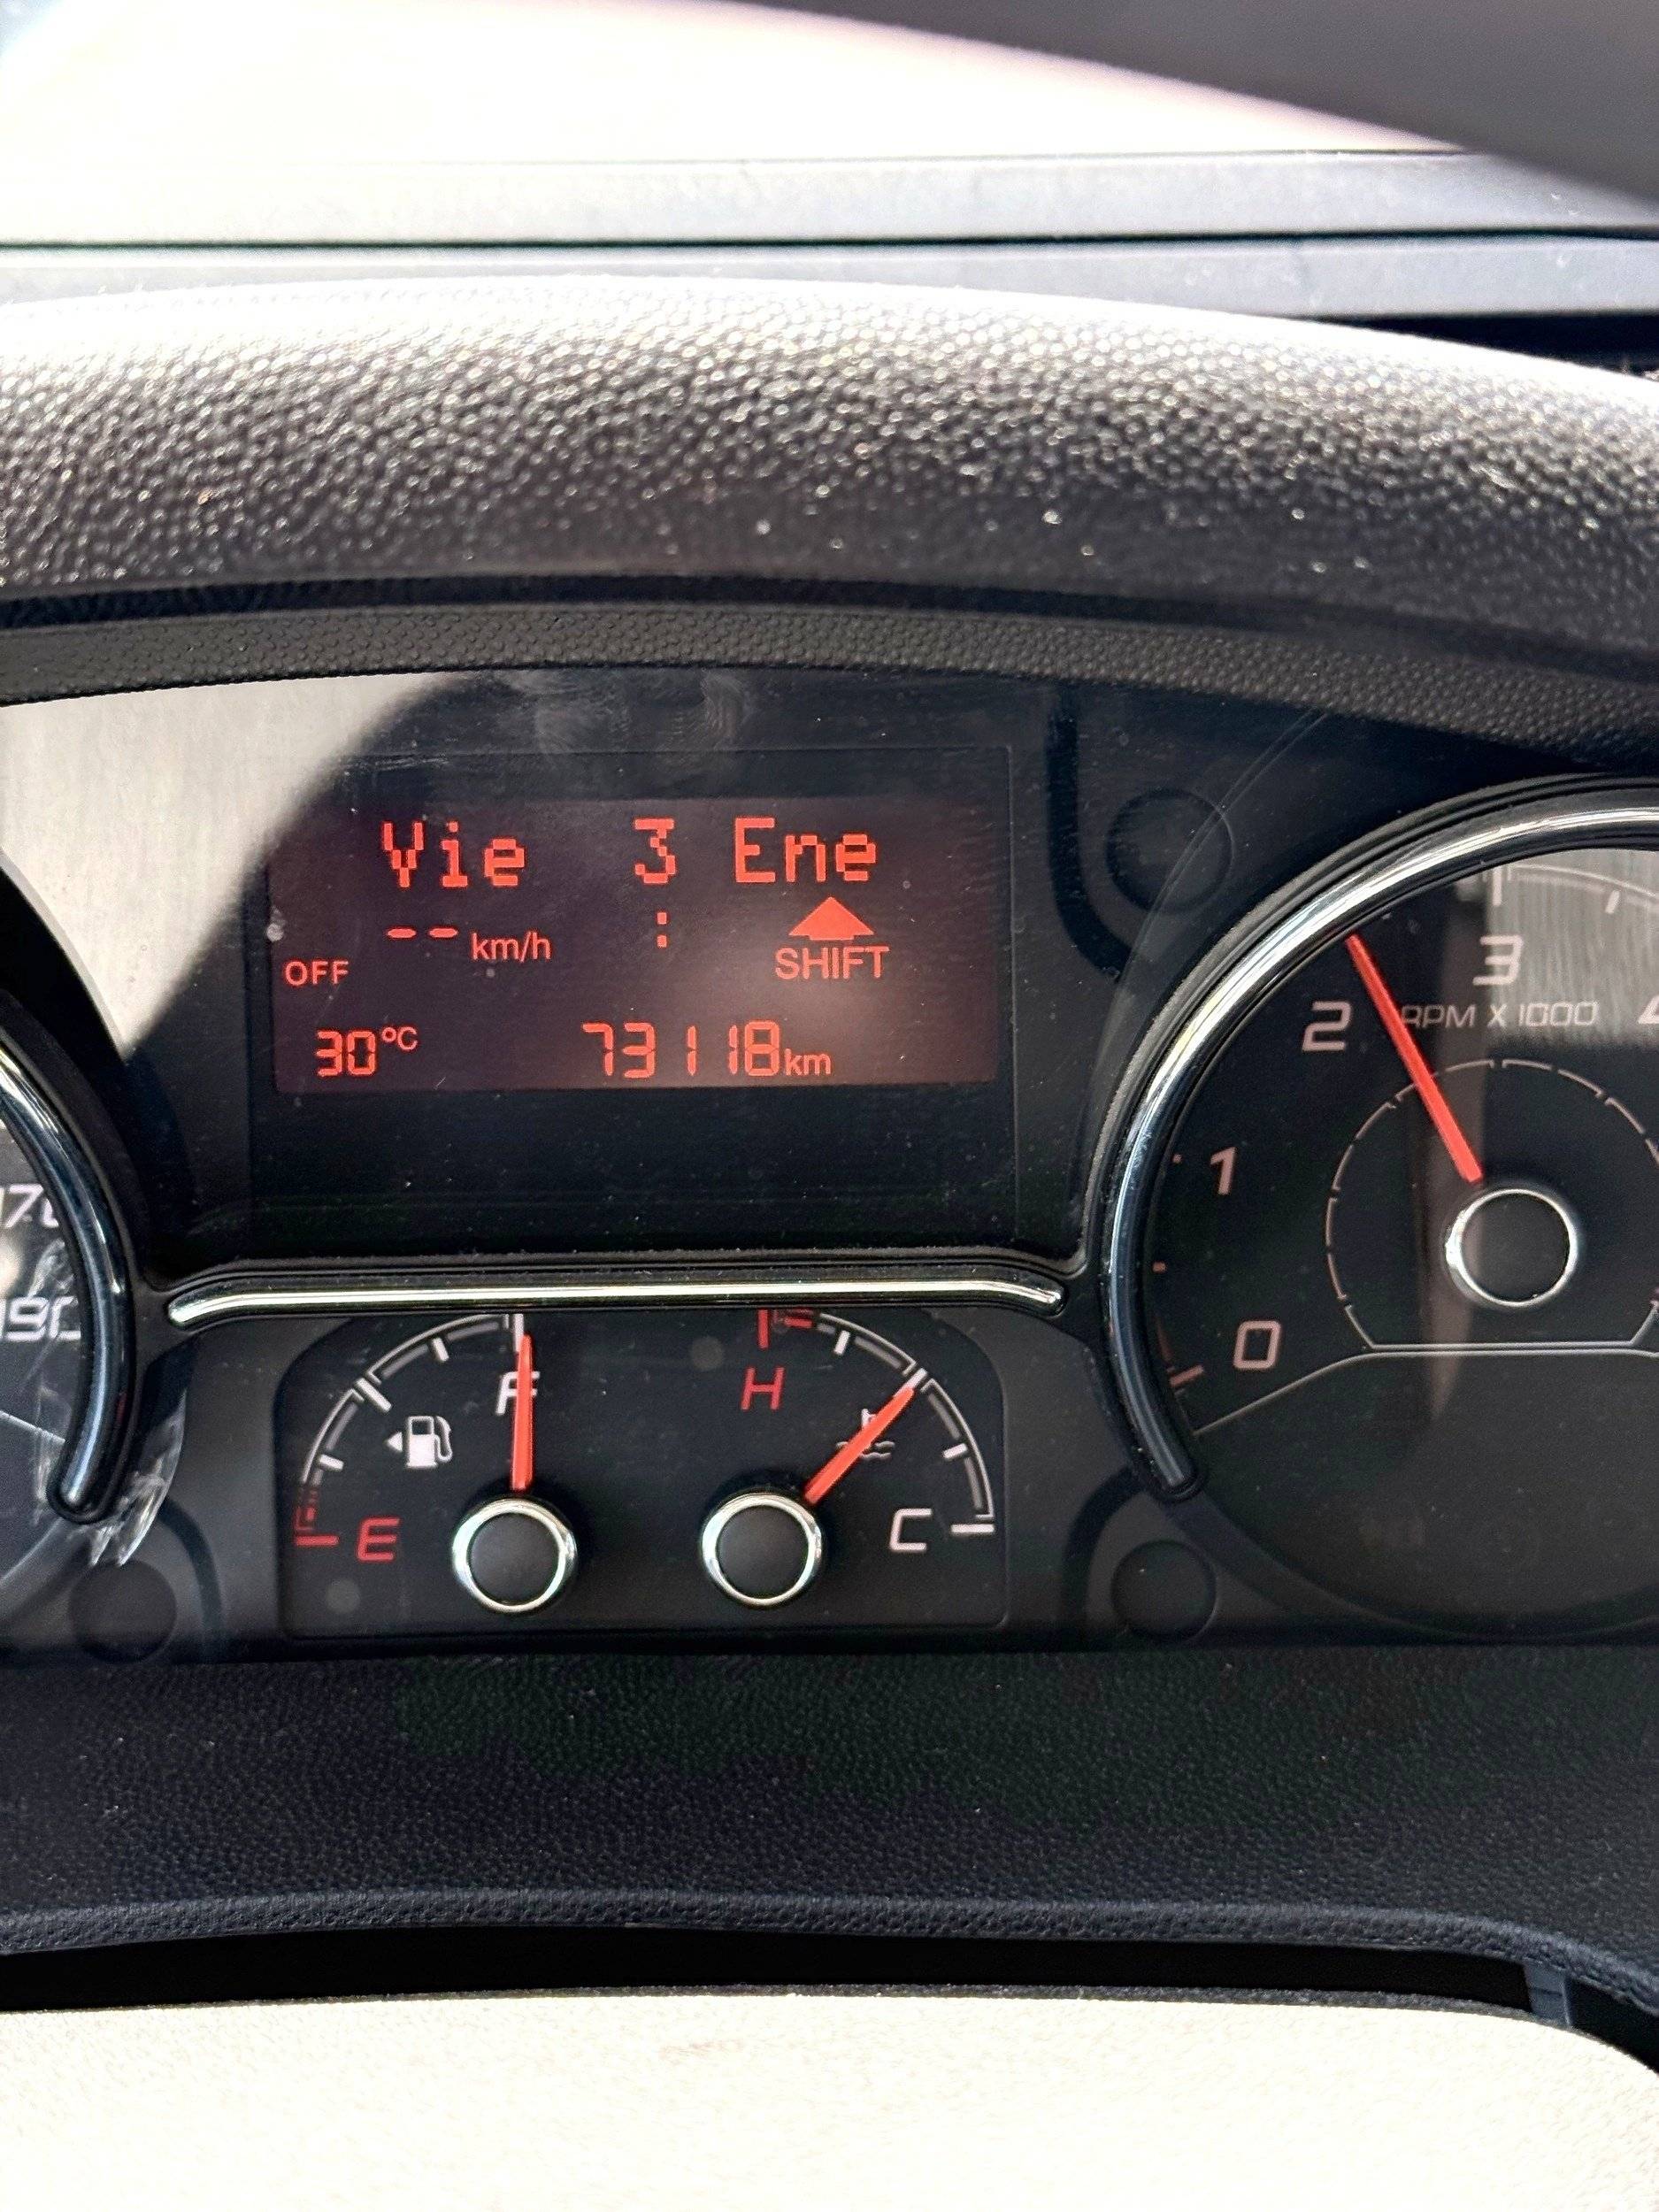 Vie 3 Ene
-- km/h : SHIFT
OFF
30°C 73118km
3
2 RPM X 1000
1
0
F
H
E
C